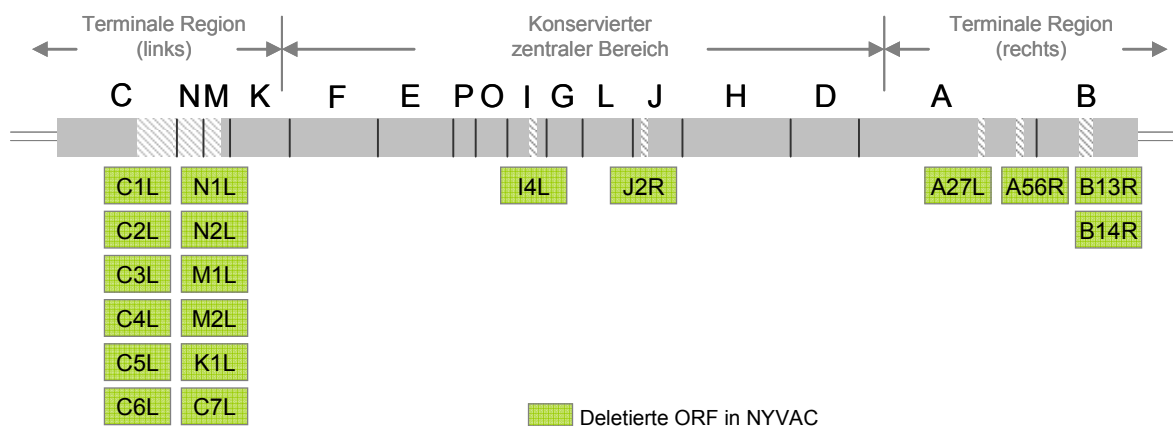 Terminale Region
(links)
Konservierter
zentraler Bereich
Terminale Region
(rechts)
C N M K F E P O I G L J H D A B
C1L N1L I4L J2R A27L A56R B13R
C2L N2L B14R
C3L M1L
C4L M2L
C5L K1L
C6L C7L
Deletierte ORF in NYVAC